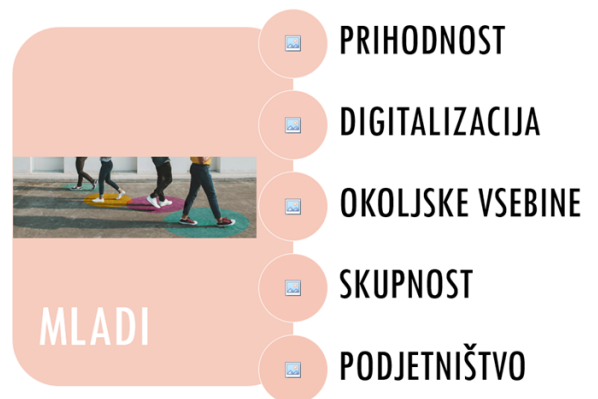 MLADI
PRIHODNOST
DIGITALIZACIJA
OKOLJSKE VSEBINE
SKUPNOST
PODJETNIŠTVO